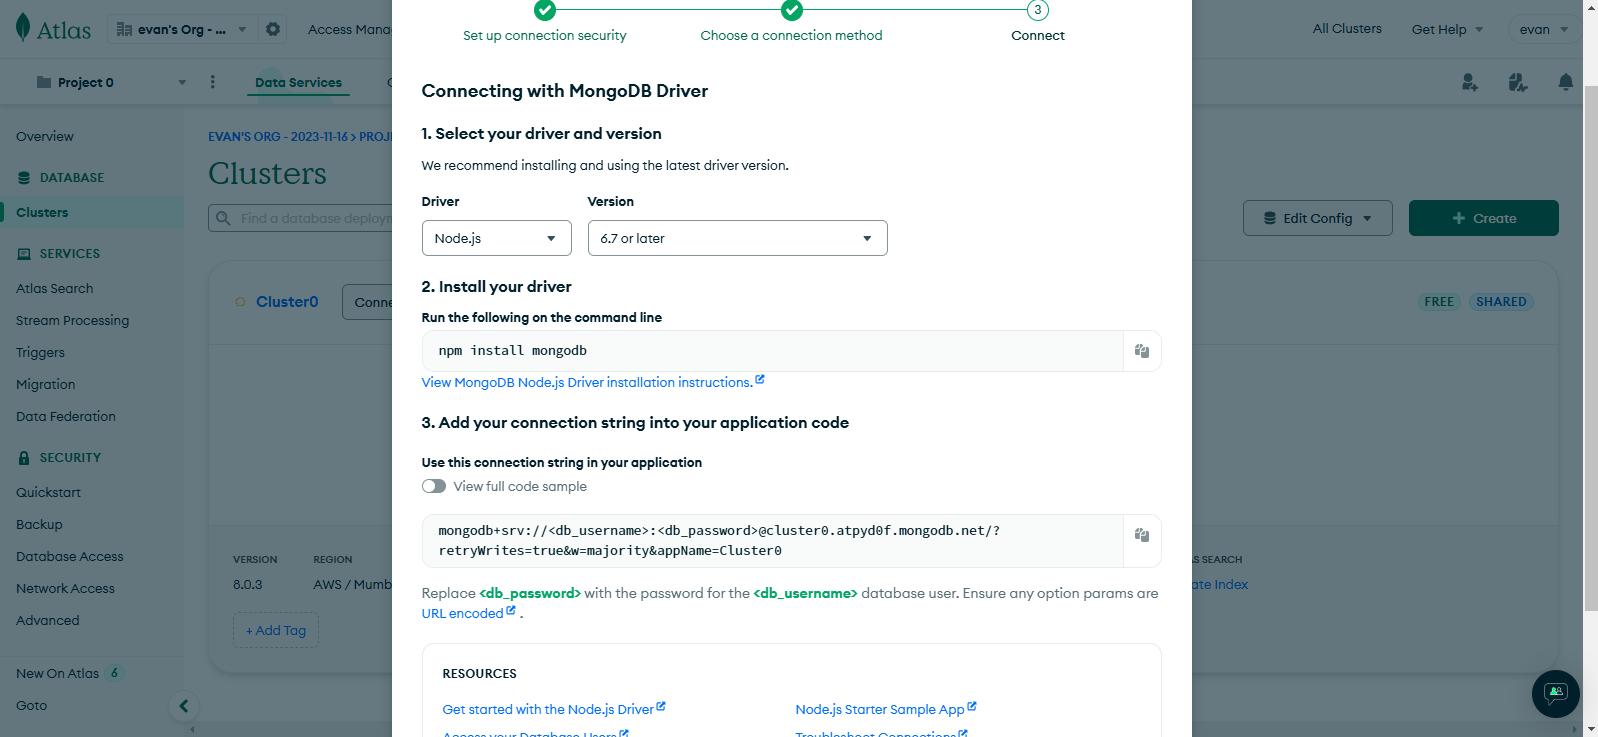 Atlas
evan's Org - ...
Access Mana
All Clusters
Get Help
evan
Set up connection security
Choose a connection method
3
Connect
Project 0
Data Services
Overview
DATABASE
Clusters
SERVICES
Atlas Search
Stream Processing
Triggers
Migration
Data Federation
SECURITY
Quickstart
Backup
Database Access
Network Access
Advanced
New On Atlas 6
Goto
EVAN'S ORG - 2023-11-16 > PROJE
Clusters
Find a database deploym
Edit Config
+ Create
Cluster0
Conne
FREE
SHARED
VERSION
8.0.3
REGION
AWS / Mumb
+ Add Tag
AS SEARCH
ate Index
Connecting with MongoDB Driver
1. Select your driver and version
We recommend installing and using the latest driver version.
Driver
Version
Node.js
6.7 or later
2. Install your driver
Run the following on the command line
npm install mongodb
View MongoDB Node.js Driver installation instructions.
3. Add your connection string into your application code
Use this connection string in your application
View full code sample
mongodb+srv://<db_username>:<db_password>@cluster0.atpyd0f.mongodb.net/?
retryWrites=true&w=majority&appName=Cluster0
Replace <db_password> with the password for the <db_username> database user. Ensure any option params are
URL encoded .
RESOURCES
Get started with the Node.js Driver
Node.js Starter Sample App
Access your Database Users
Troubleshoot Connections